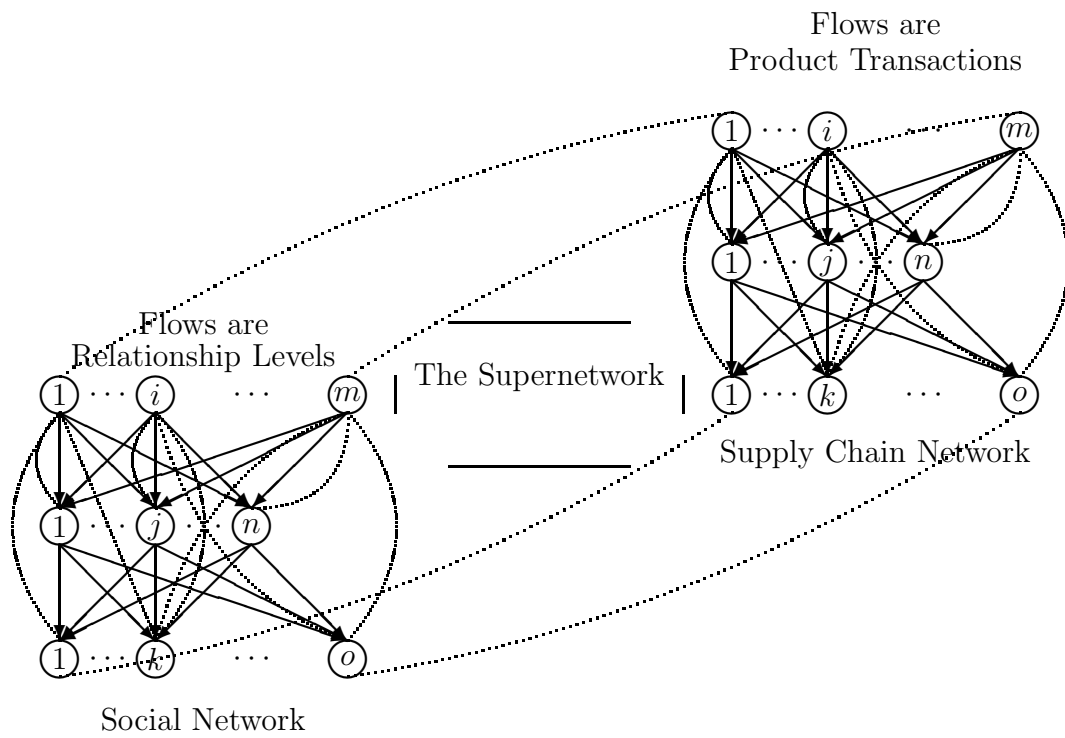 Flows are
Product Transactions
1 · · · i · · · m
1 · · · j · · · n
1 · · · k · · · o
Supply Chain Network
The Supernetwork
Flows are
Relationship Levels
1 · · · i · · · m
1 · · · j · · · n
1 · · · k · · · o
Social Network